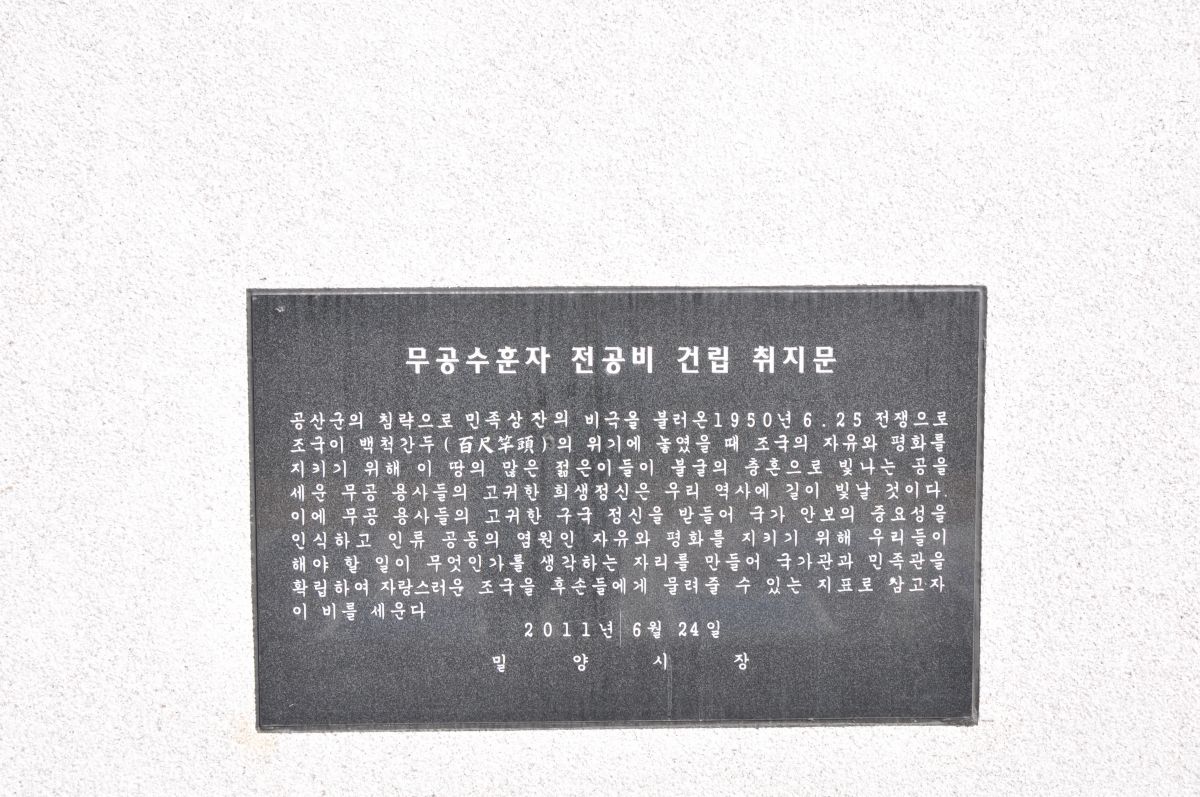 무공수훈자 전공비 건립 취지문
공산군의 침략으로 민족상잔의 비극을 불러온1950년 6.25 전쟁으로
조국이 백척간두(百尺竿頭)의 위기에 놓였을 때 조국의 자유와 평화를
지키기 위해 이 땅의 많은 젊은이들이 불굴의 충혼으로 빛나는 공을
세운 무공 용사들의 고귀한 희생정신은 우리 역사에 길이 빛날 것이다.
이에 무공 용사들의 고귀한 구국 정신을 받들어 국가 안보의 중요성을
인식하고 인류 공동의 염원인 자유와 평화를 지키기 위해 우리들이
해야 할 일이 무엇인가를 생각하는 자리를 만들어 국가관과 민족관을
확립하여 자랑스러운 조국을 후손들에게 물려줄 수 있는 지표로 참고자
이 비를 세운다
2011년 6월 24일
밀 양 시 장